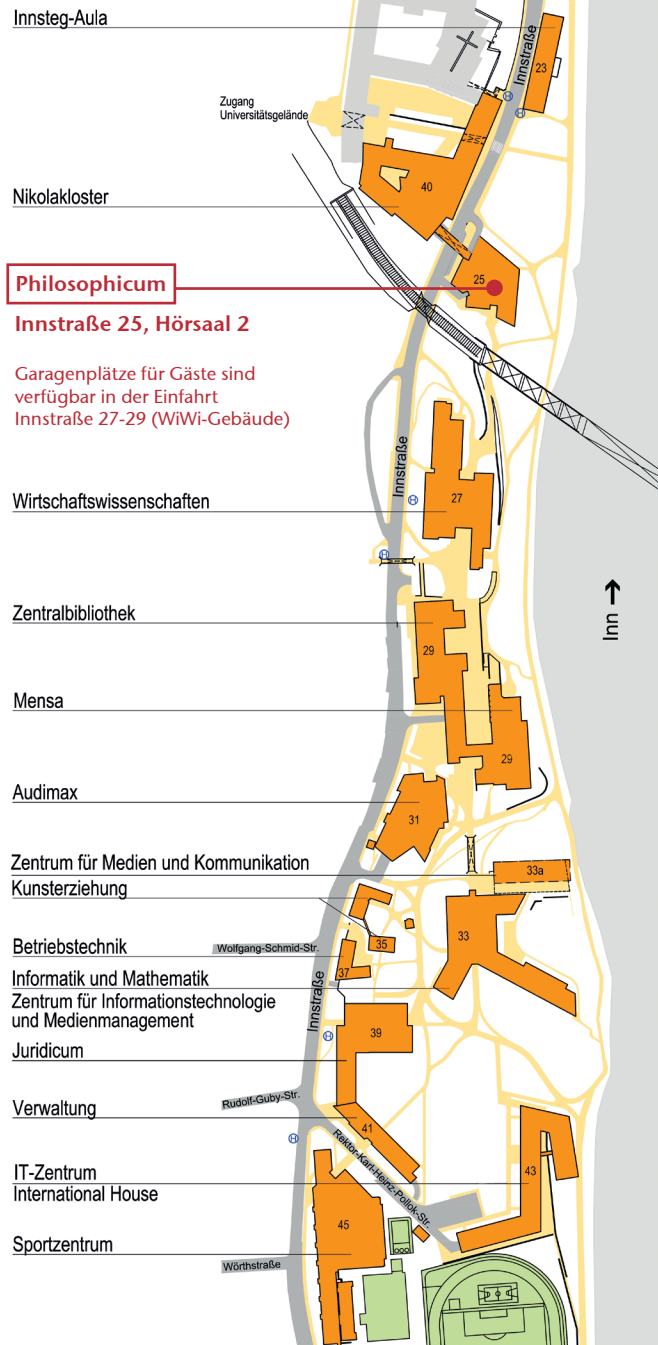 Innsteg-Aula
Innstraße
23
H
H
Zugang
Universitätsgelände
40
Nikolakloster
25
Philosophicum
Innstraße 25, Hörsaal 2
Garagenplätze für Gäste sind
verfügbar in der Einfahrt
Innstraße 27-29 (WiWi-Gebäude)
Innstraße
Wirtschaftswissenschaften
27
H
H
Inn
Zentralbibliothek
29
Mensa
29
Audimax
31
Zentrum für Medien und Kommunikation
33a
Kunsterziehung
33
35
Betriebstechnik
Wolfgang-Schmid-Str.
37
Informatik und Mathematik
Zentrum für Informationstechnologie
und Medienmanagement
Innstraße
39
H
Juridicum
Rudolf-Guby-Str.
Verwaltung
41
H
Rektor-Karl-Heinz-Pollok-Str.
IT-Zentrum
43
International House
45
Sportzentrum
Wörthstraße